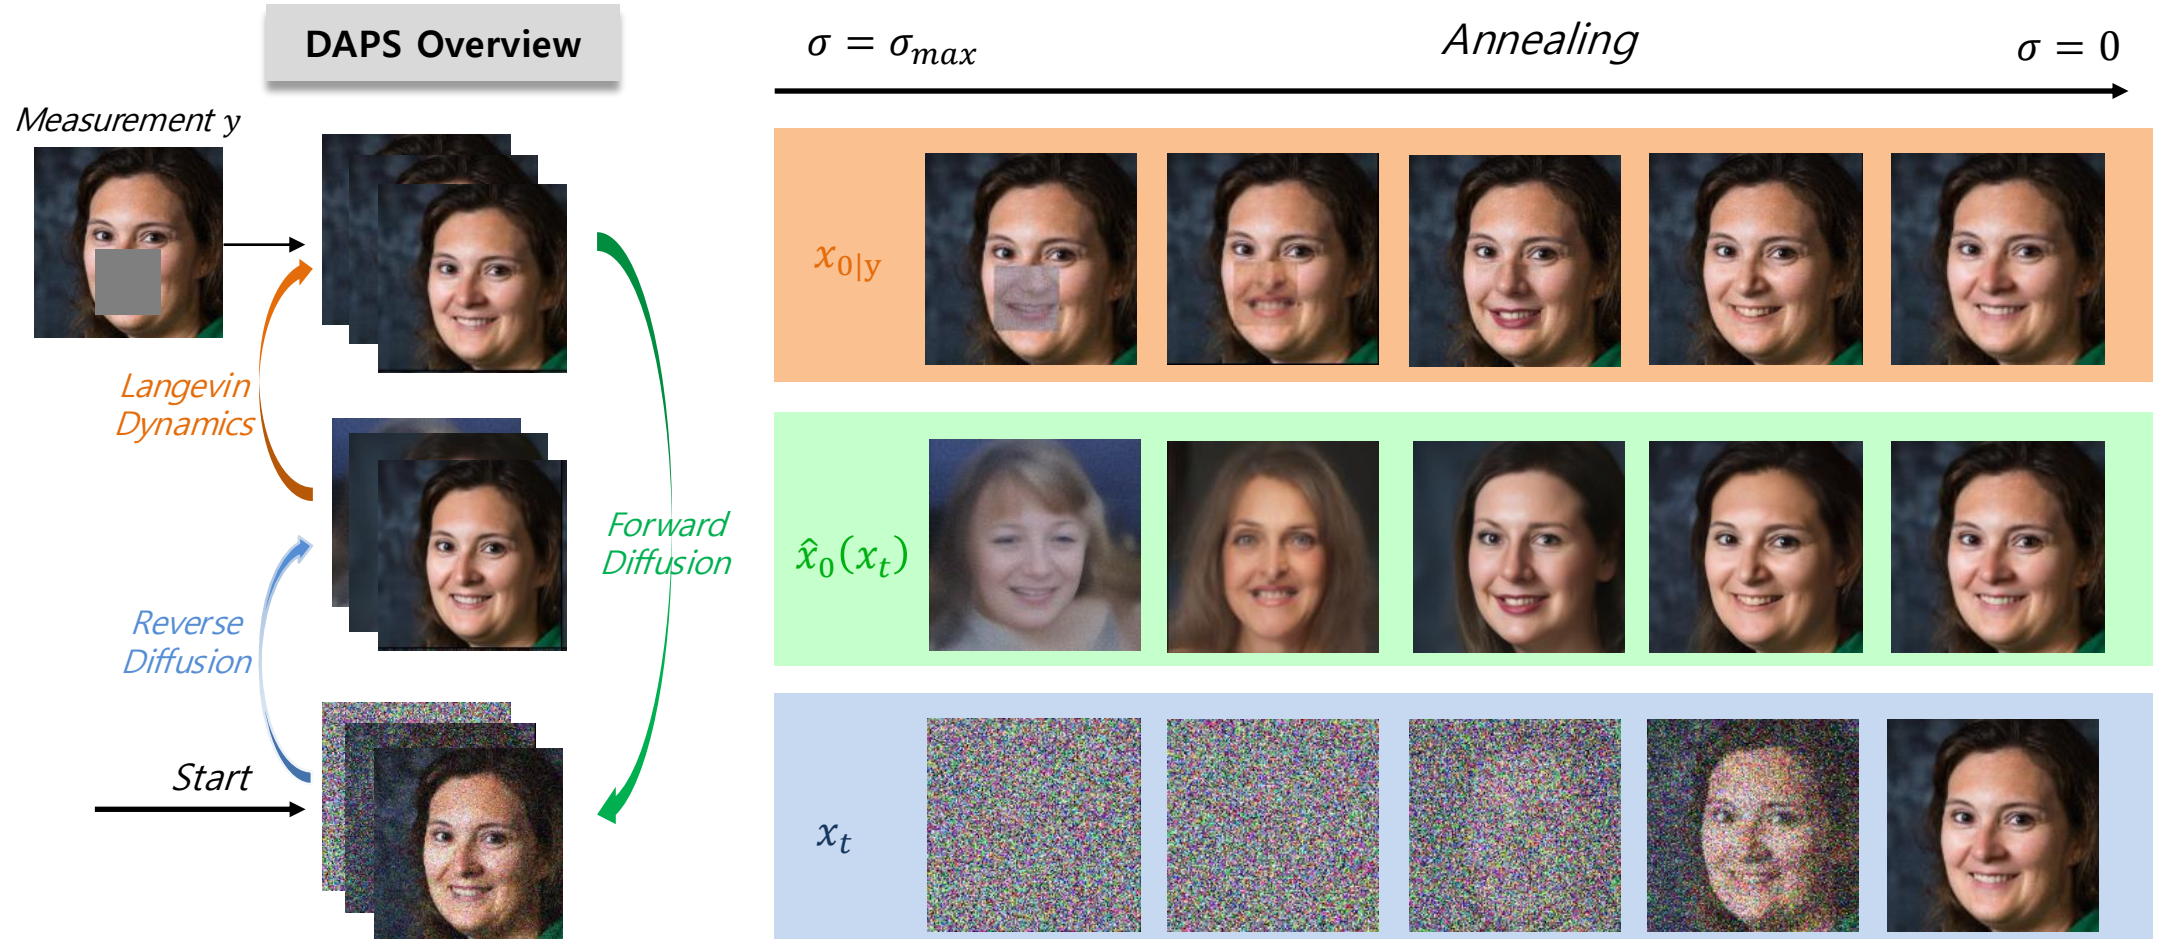 DAPS Overview
Measurement y
Langevin
Dynamics
Reverse
Diffusion
Start
Forward
Diffusion
σ = σ_max
Annealing
σ = 0
x_{0|y}
x̂_0(x_t)
x_t